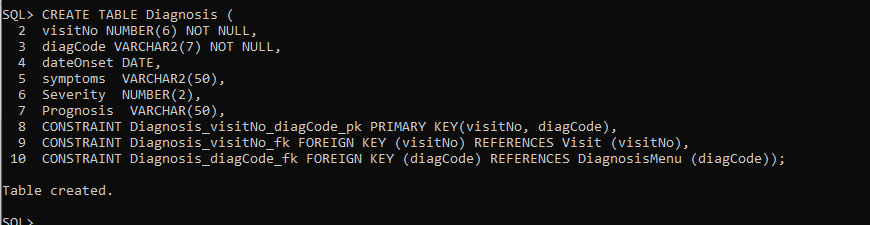 SQL> CREATE TABLE Diagnosis (
  2  visitNo NUMBER(6) NOT NULL,
  3  diagCode VARCHAR2(7) NOT NULL,
  4  dateOnset DATE,
  5  symptoms  VARCHAR2(50),
  6  Severity  NUMBER(2),
  7  Prognosis  VARCHAR(50),
  8  CONSTRAINT Diagnosis_visitNo_diagCode_pk PRIMARY KEY(visitNo, diagCode),
  9  CONSTRAINT Diagnosis_visitNo_fk FOREIGN KEY (visitNo) REFERENCES Visit (visitNo),
 10  CONSTRAINT Diagnosis_diagCode_fk FOREIGN KEY (diagCode) REFERENCES DiagnosisMenu (diagCode));
Table created.
SQL>